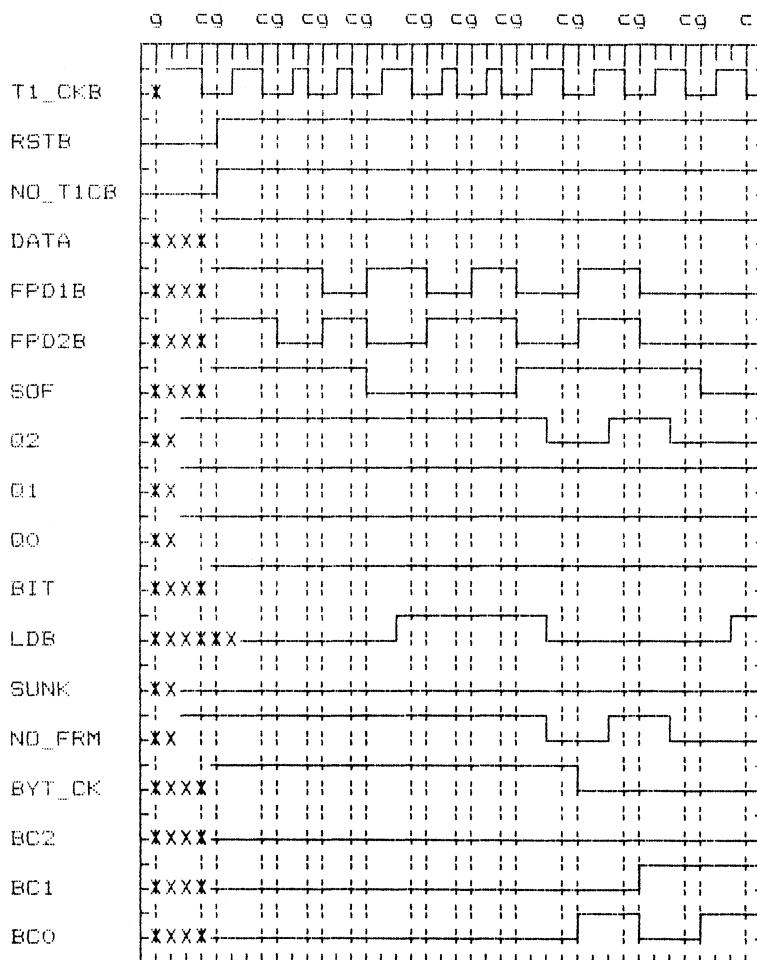 g cg cg cg cg cg cg cg cg cg cg c
T1_CKB
RSTB
NO_T1CB
DATA
FPD1B
FPD2B
SOF
Q2
Q1
Q0
BIT
LDB
SUNK
NO_FRM
BYT_CK
BC2
BC1
BC0